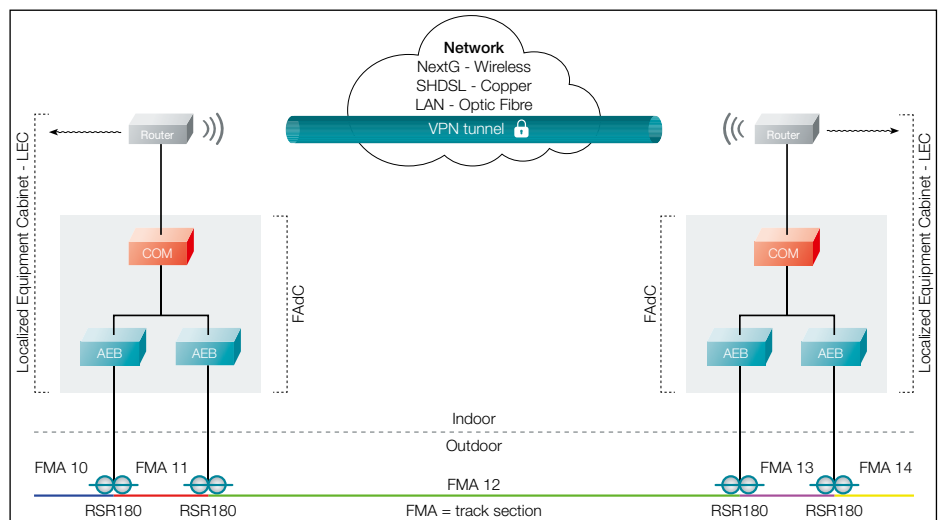 Network
NextG - Wireless
SHDSL - Copper
LAN - Optic Fibre
VPN tunnel
Router
Router
Localized Equipment Cabinet - LEC
Localized Equipment Cabinet - LEC
COM
COM
FAdC
FAdC
AEB
AEB
AEB
AEB
Indoor
Outdoor
FMA 10
FMA 11
FMA 12
FMA 13
FMA 14
RSR180
RSR180
FMA = track section
RSR180
RSR180